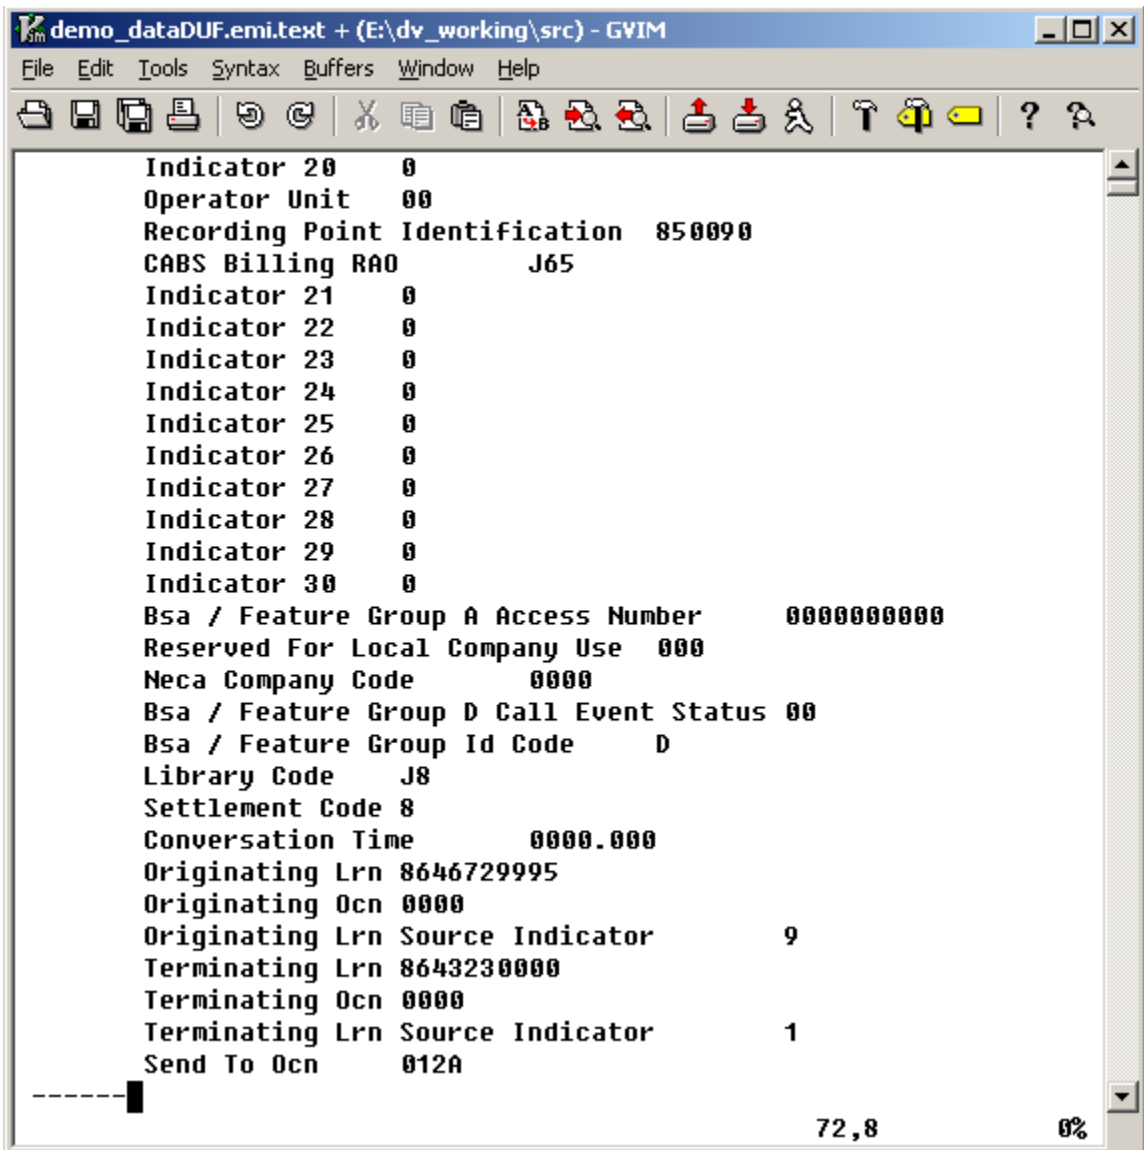 demo_dataDUF.emi.text + (E:\dv_working\src) - GVIM
File Edit Tools Syntax Buffers Window Help
Indicator 20 0
Operator Unit 00
Recording Point Identification 850090
CABS Billing RAO J65
Indicator 21 0
Indicator 22 0
Indicator 23 0
Indicator 24 0
Indicator 25 0
Indicator 26 0
Indicator 27 0
Indicator 28 0
Indicator 29 0
Indicator 30 0
Bsa / Feature Group A Access Number 0000000000
Reserved For Local Company Use 000
Neca Company Code 0000
Bsa / Feature Group D Call Event Status 00
Bsa / Feature Group Id Code D
Library Code J8
Settlement Code 8
Conversation Time 0000.000
Originating Lrn 8646729995
Originating Ocn 0000
Originating Lrn Source Indicator 9
Terminating Lrn 8643230000
Terminating Ocn 0000
Terminating Lrn Source Indicator 1
Send To Ocn 012A
------
72,8 0%